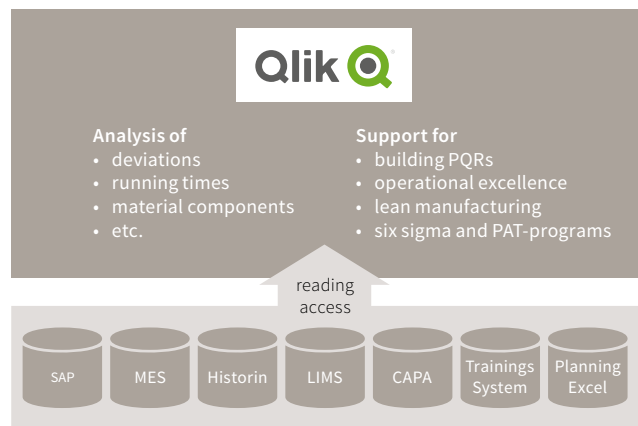 Qlik
Analysis of
• deviations
• running times
• material components
• etc.
Support for
• building PQRs
• operational excellence
• lean manufacturing
• six sigma and PAT-programs
reading
access
SAP
MES
Historin
LIMS
CAPA
Trainings
System
Planning
Excel